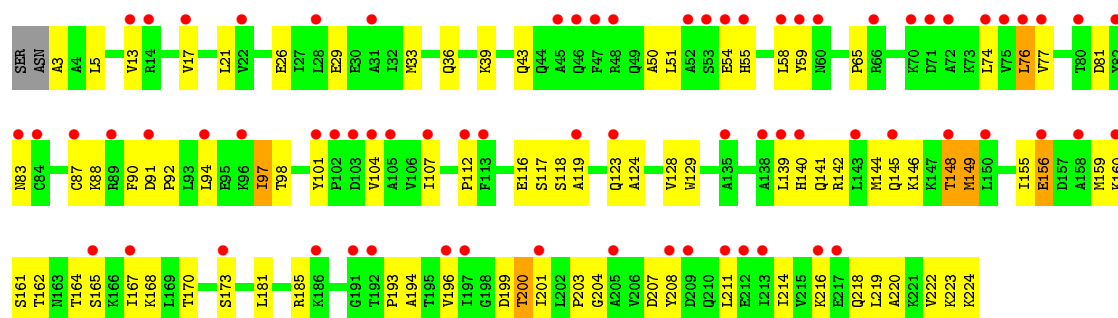 SER ASN A3 A4 L5 V13 R14 V17 L21 V22 E26 I27 L28 E29 E30 A31 I32 M33 Q36 K39 Q43 Q44 A45 Q46 F47 R48 Q49 A50 L51 A52 S53 E54 H55 L58 Y59 N60 P65 R66 K70 D71 A72 K73 L74 V75 L76 V77 T80 D81 Y82
N83 C84 C87 K88 R89 F90 D91 P92 L93 L94 E95 K96 I97 T98 Y101 P102 D103 V104 A105 V106 I107 P112 F113 E116 S117 S118 A119 Q123 A124 V128 W129 A135 A138 L139 H140 Q141 R142 L143 M144 Q145 K146 K147 T148 M149 L150 I155 E156 D157 A158 M159 K160
S161 T162 N163 T164 S165 K166 I167 K168 L169 T170 S173 L181 R185 K186 G191 T192 P193 A194 T195 V196 I197 G198 D199 T200 I201 L202 P203 G204 A205 V206 D207 Y208 D209 Q210 L211 E212 I213 I214 V215 K216 E217 Q218 L219 A220 K221 V222 K223 K224